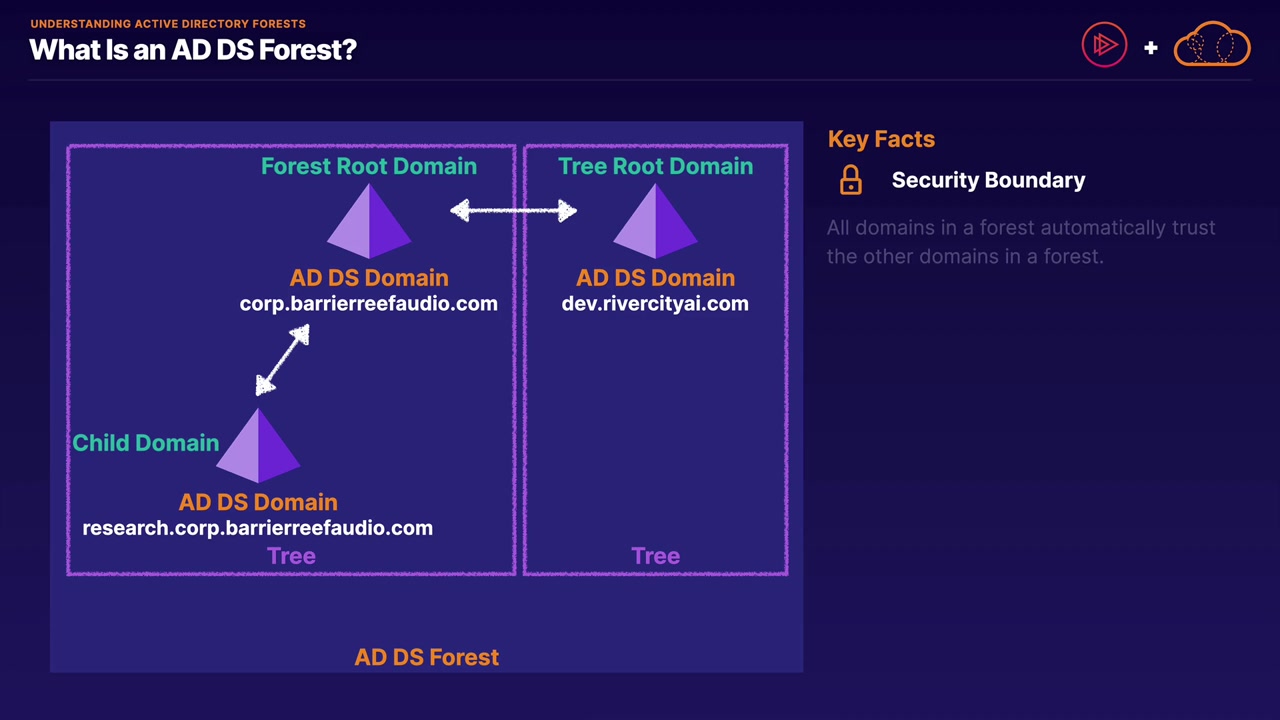 UNDERSTANDING ACTIVE DIRECTORY FORESTS
What Is an AD DS Forest?
+
Forest Root Domain
AD DS Domain
corp.barrierreefaudio.com
Child Domain
AD DS Domain
research.corp.barrierreefaudio.com
Tree
Tree Root Domain
AD DS Domain
dev.rivercityai.com
Tree
AD DS Forest
Key Facts
Security Boundary
All domains in a forest automatically trust
the other domains in a forest.